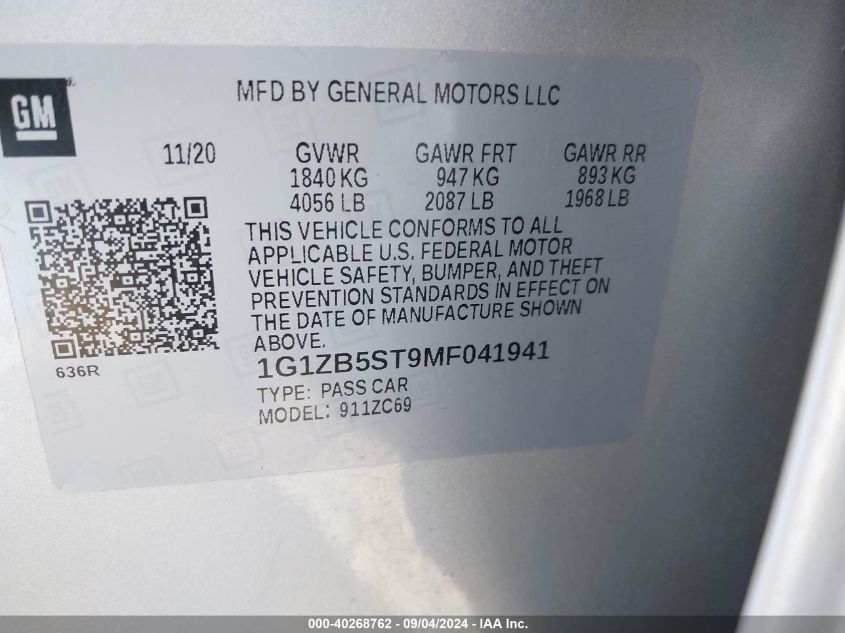 GM
MFD BY GENERAL MOTORS LLC
11/20 GVWR GAWR FRT GAWR RR
1840 KG 947 KG 893 KG
4056 LB 2087 LB 1968 LB
THIS VEHICLE CONFORMS TO ALL
APPLICABLE U.S. FEDERAL MOTOR
VEHICLE SAFETY, BUMPER, AND THEFT
PREVENTION STANDARDS IN EFFECT ON
THE DATE OF MANUFACTURE SHOWN
ABOVE.
636R
1G1ZB5ST9MF041941
TYPE: PASS CAR
MODEL: 911ZC69
000-40268762 - 09/04/2024 - IAA Inc.